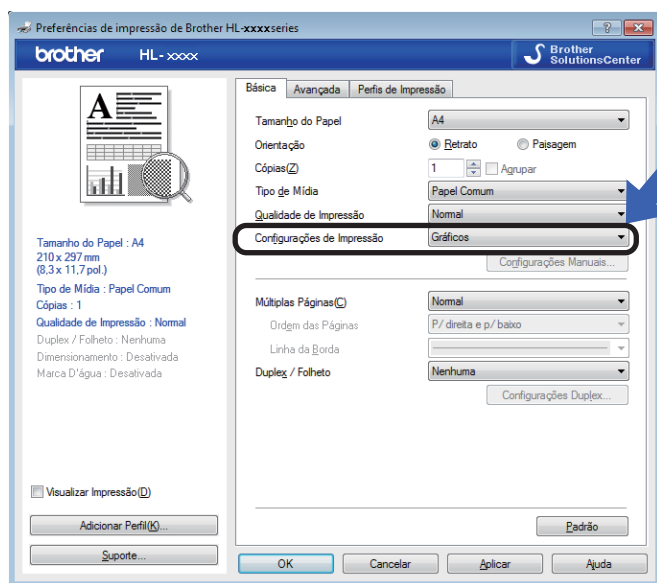 Preferências de impressão de Brother HL-xxxxseries
brother HL-xxxx
Brother
SolutionsCenter
Básica Avançada Perfis de Impressão
A
Tamanho do Papel : A4
210 x 297 mm
(8,3 x 11,7 pol.)
Tipo de Mídia : Papel Comum
Cópias : 1
Qualidade de Impressão : Normal
Duplex / Folheto : Nenhuma
Dimensionamento : Desativada
Marca D'água : Desativada
Visualizar Impressão(D)
Adicionar Perfil(K)...
Suporte...
Tamanho do Papel A4
Orientação Retrato Paisagem
Cópias(Z) 1 Agrupar
Tipo de Mídia Papel Comum
Qualidade de Impressão Normal
Configurações de Impressão Gráficos
Configurações Manuais...
Múltiplas Páginas(C) Normal
Ordem das Páginas P/ direita e p/ baixo
Linha da Borda
Duplex / Folheto Nenhuma
Configurações Duplex...
Padrão
OK Cancelar Aplicar Ajuda